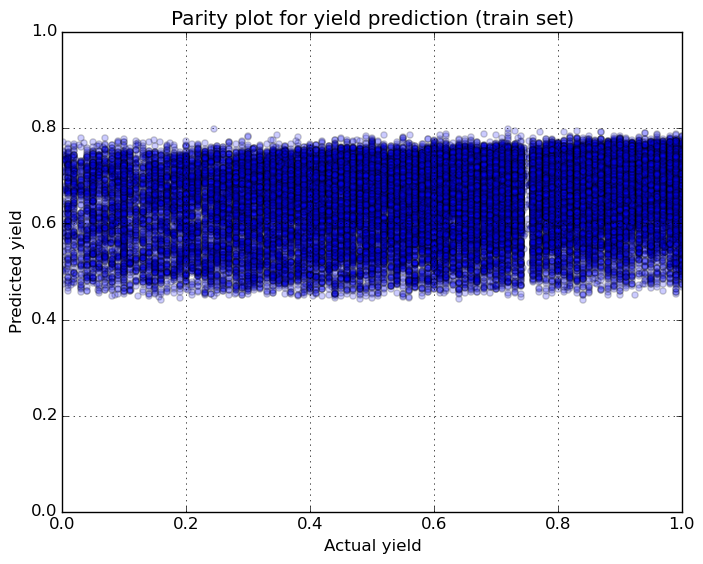 Parity plot for yield prediction (train set)
1.0
0.8
0.6
0.4
0.2
0.0
Predicted yield
0.0 0.2 0.4 0.6 0.8 1.0
Actual yield